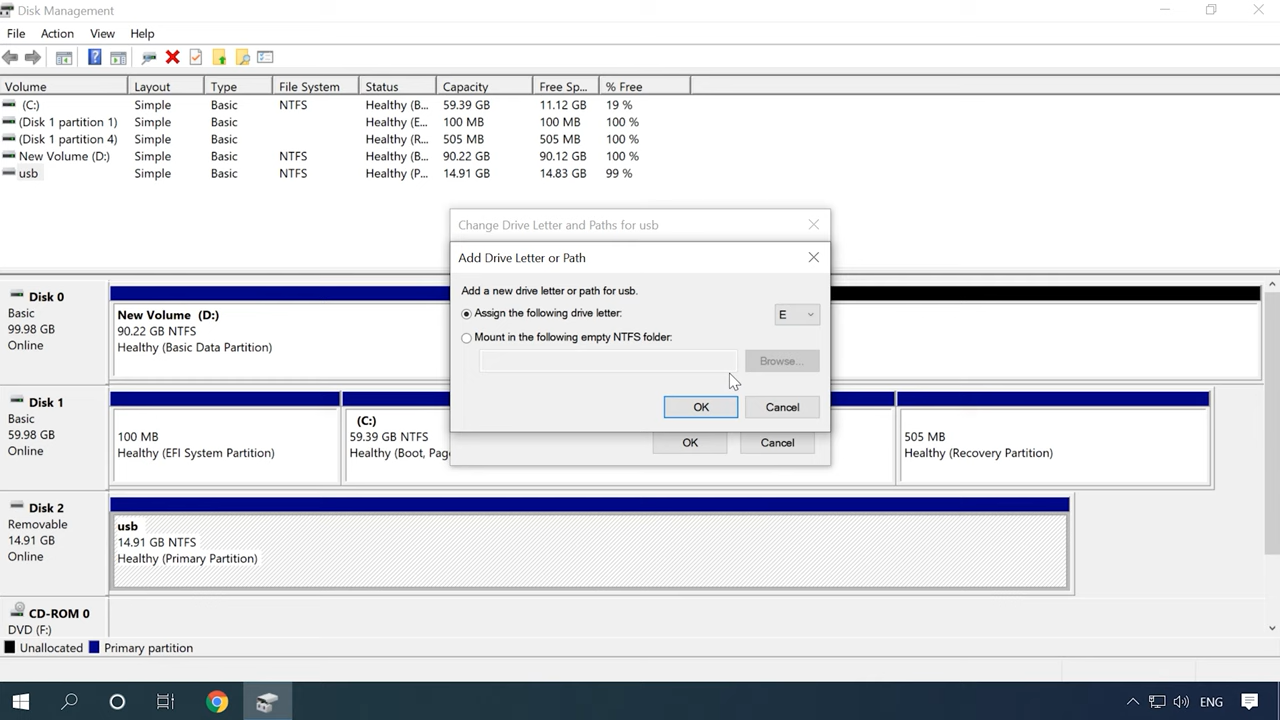 Disk Management
File Action View Help
Volume Layout Type File System Status Capacity Free Sp... % Free
(C:) Simple Basic NTFS Healthy (B... 59.39 GB 11.12 GB 19 %
(Disk 1 partition 1) Simple Basic Healthy (E... 100 MB 100 MB 100 %
(Disk 1 partition 4) Simple Basic Healthy (R... 505 MB 505 MB 100 %
New Volume (D:) Simple Basic NTFS Healthy (B... 90.22 GB 90.12 GB 100 %
usb Simple Basic NTFS Healthy (P... 14.91 GB 14.83 GB 99 %
Change Drive Letter and Paths for usb
Add Drive Letter or Path
Add a new drive letter or path for usb.
Assign the following drive letter: E
Mount in the following empty NTFS folder:
Browse...
OK Cancel
OK Cancel
Disk 0
Basic
99.98 GB
Online
New Volume (D:)
90.22 GB NTFS
Healthy (Basic Data Partition)
Disk 1
Basic
59.98 GB
Online
100 MB
Healthy (EFI System Partition)
(C:)
59.39 GB NTFS
Healthy (Boot, Page
505 MB
Healthy (Recovery Partition)
Disk 2
Removable
14.91 GB
Online
usb
14.91 GB NTFS
Healthy (Primary Partition)
CD-ROM 0
DVD (F:)
Unallocated Primary partition
ENG